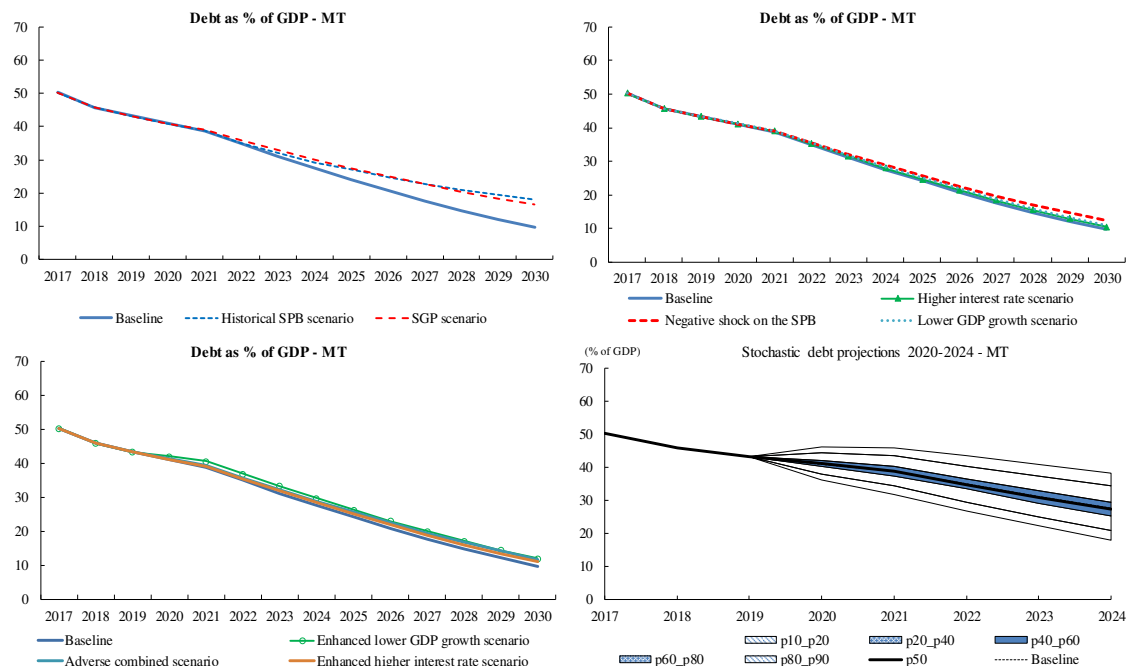 Debt as % of GDP - MT
70
60
50
40
30
20
10
0
2017 2018 2019 2020 2021 2022 2023 2024 2025 2026 2027 2028 2029 2030
Baseline Historical SPB scenario SGP scenario
Debt as % of GDP - MT
70
60
50
40
30
20
10
0
2017 2018 2019 2020 2021 2022 2023 2024 2025 2026 2027 2028 2029 2030
Baseline Higher interest rate scenario
Negative shock on the SPB Lower GDP growth scenario
Debt as % of GDP - MT
70
60
50
40
30
20
10
0
2017 2018 2019 2020 2021 2022 2023 2024 2025 2026 2027 2028 2029 2030
Baseline Enhanced lower GDP growth scenario
Adverse combined scenario Enhanced higher interest rate scenario
(% of GDP) Stochastic debt projections 2020-2024 - MT
70
60
50
40
30
20
10
0
2017 2018 2019 2020 2021 2022 2023 2024
p10_p20 p20_p40 p40_p60
p60_p80 p80_p90 p50 Baseline